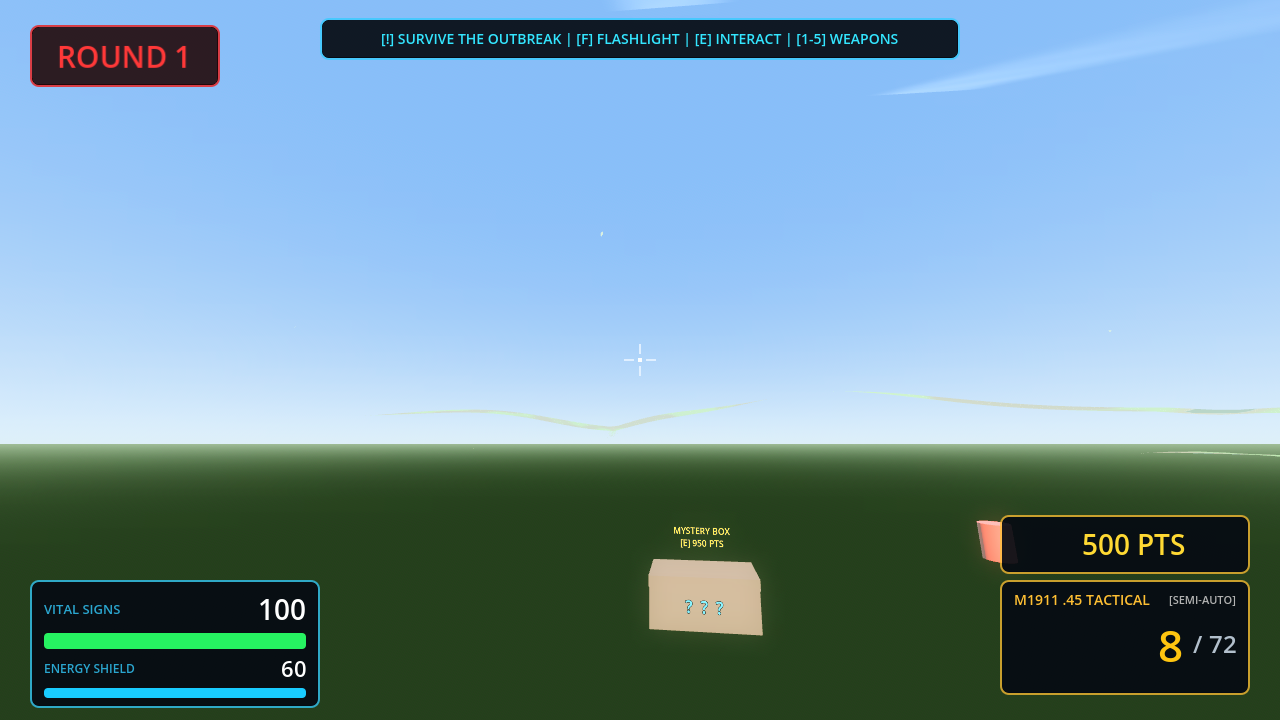 ROUND 1
[!] SURVIVE THE OUTBREAK | [F] FLASHLIGHT | [E] INTERACT | [1-5] WEAPONS
MYSTERY BOX
[E] 950 PTS
? ? ?
500 PTS
VITAL SIGNS 100
ENERGY SHIELD 60
M1911 .45 TACTICAL [SEMI-AUTO]
8 / 72